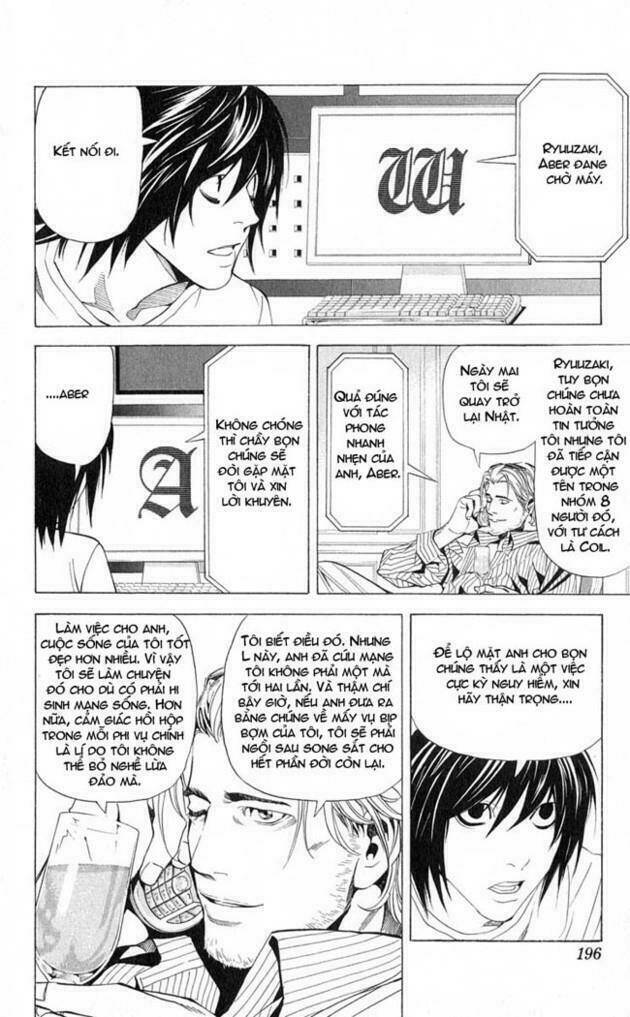 RYUUZAKI,
ABER ĐANG
CHỜ MÁY.
W
KẾT NỐI ĐI.
RYUUZAKI,
TUY BỌN
CHÚNG CHƯA
HOÀN TOÀN
TIN TƯỞNG
TÔI NHƯNG TÔI
ĐÃ TIẾP CẬN
ĐƯỢC MỘT
TÊN TRONG
NHÓM 8
NGƯỜI ĐÓ,
VỚI TƯ CÁCH
LÀ COIL.
NGÀY MAI
TÔI SẼ
QUAY TRỞ
LẠI NHẬT.
QUẢ ĐÚNG
VỚI TÁC
PHONG
NHANH
NHẸN CỦA
ANH, ABER.
KHÔNG CHÓNG
THÌ CHẦY BỌN
CHÚNG SẼ
ĐÒI GẶP MẶT
TÔI VÀ XIN
LỜI KHUYÊN.
A
....ABER
ĐỂ LỘ MẶT ANH CHO BỌN
CHÚNG THẤY LÀ MỘT VIỆC
CỰC KỲ NGUY HIỂM, XIN
HÃY THẬN TRỌNG....
TÔI BIẾT ĐIỀU ĐÓ. NHƯNG
L NÀY, ANH ĐÃ CỨU MẠNG
TÔI KHÔNG PHẢI MỘT MÀ
TỚI HAI LẦN. VÀ THẬM CHÍ
BÂY GIỜ, NẾU ANH ĐƯA RA
BẰNG CHỨNG VỀ MẤY VỤ BỊP
BỢM CỦA TÔI, TÔI SẼ PHẢI
NGỒI SAU SONG SẮT CHO
HẾT PHẦN ĐỜI CÒN LẠI.
LÀM VIỆC CHO ANH,
CUỘC SỐNG CỦA TÔI TỐT
ĐẸP HƠN NHIỀU. VÌ VẬY
TÔI SẼ LÀM CHUYỆN
ĐÓ CHO DÙ CÓ PHẢI HI
SINH MẠNG SỐNG. HƠN
NỮA, CẢM GIÁC HỒI HỘP
TRONG MỖI PHI VỤ CHÍNH
LÀ LÍ DO TÔI KHÔNG
THỂ BỎ NGHỀ LỪA
ĐẢO MÀ.
196